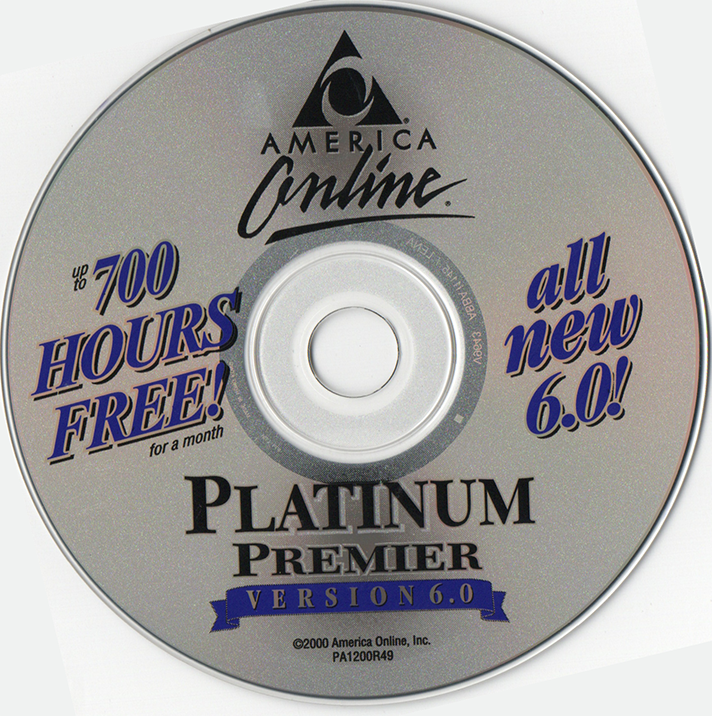 AMERICA
Online
up to 700
HOURS
FREE!
for a month
all
new
6.0!
PLATINUM
PREMIER
VERSION 6.0
©2000 America Online, Inc.
PA1200R49